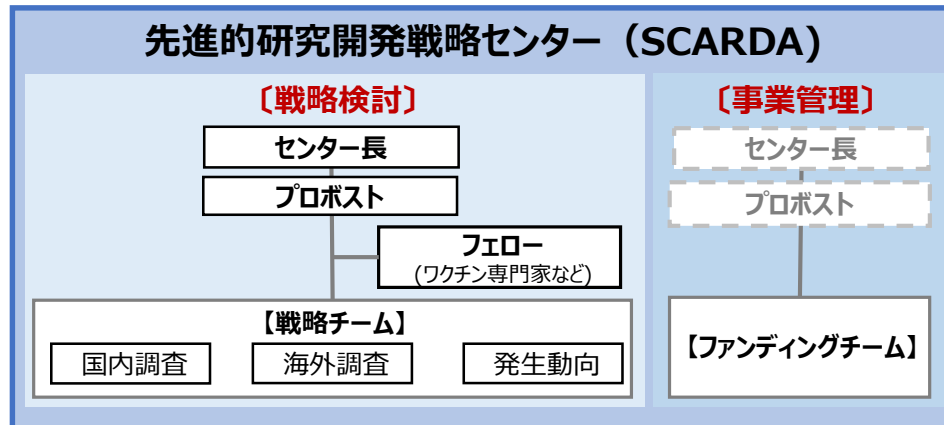 先進的研究開発戦略センター（SCARDA)
〔戦略検討〕
センター長
プロボスト
フェロー
(ワクチン専門家など)
【戦略チーム】
国内調査
海外調査
発生動向
〔事業管理〕
センター長
プロボスト
【ファンディングチーム】